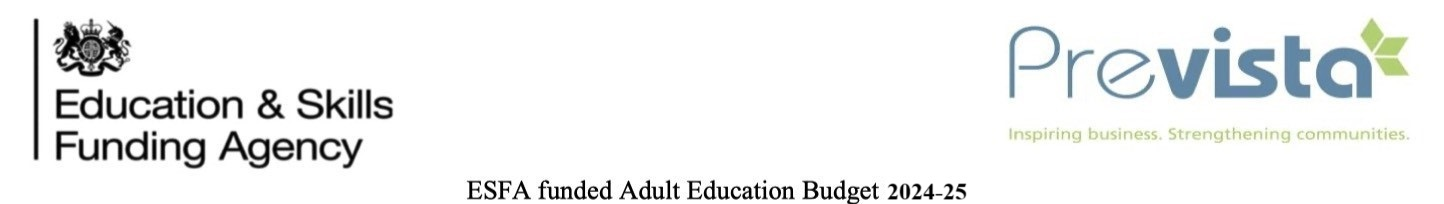 Education & Skills
Funding Agency
Prevista
Inspiring business. Strengthening communities.
ESFA funded Adult Education Budget 2024-25